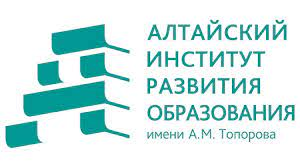 АЛТАЙСКИЙ
ИНСТИТУТ
РАЗВИТИЯ
ОБРАЗОВАНИЯ
имени А.М. Топорова